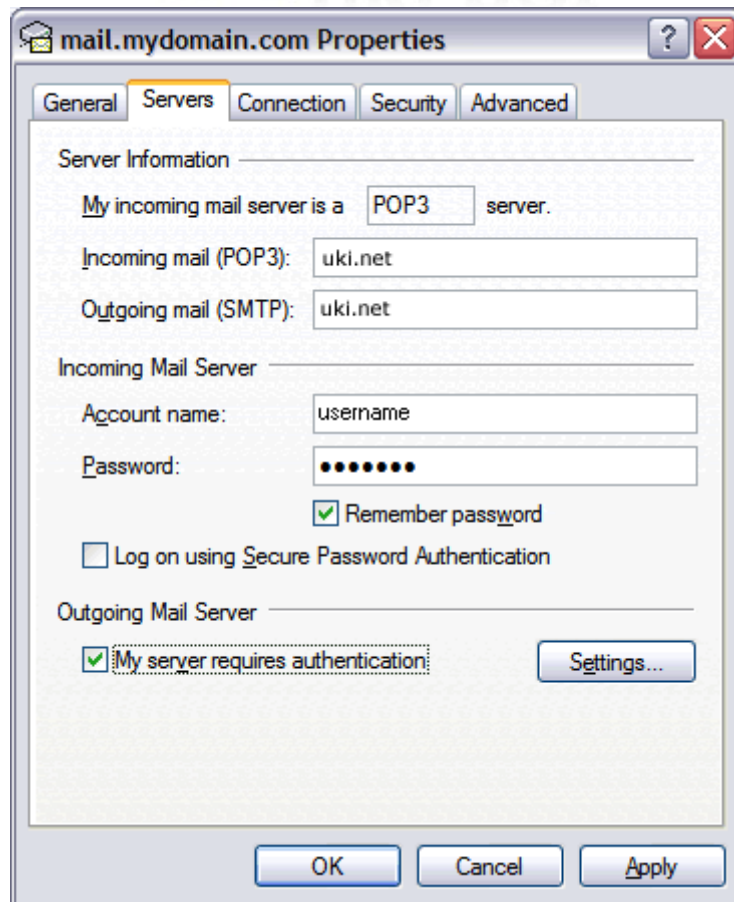 mail.mydomain.com Properties
General Servers Connection Security Advanced
Server Information
My incoming mail server is a POP3 server.
Incoming mail (POP3): uki.net
Outgoing mail (SMTP): uki.net
Incoming Mail Server
Account name: username
Password: •••••••
Remember password
Log on using Secure Password Authentication
Outgoing Mail Server
My server requires authentication Settings...
OK Cancel Apply